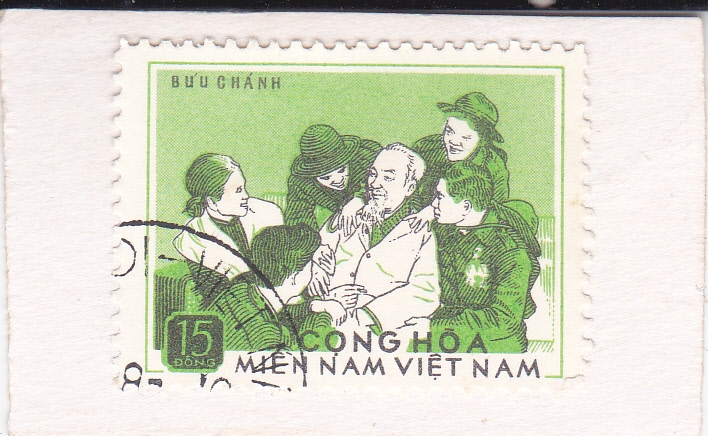 BƯU CHÁNH
15
ĐỒNG
CỘNG HÒA
MIỀN NAM VIỆT NAM